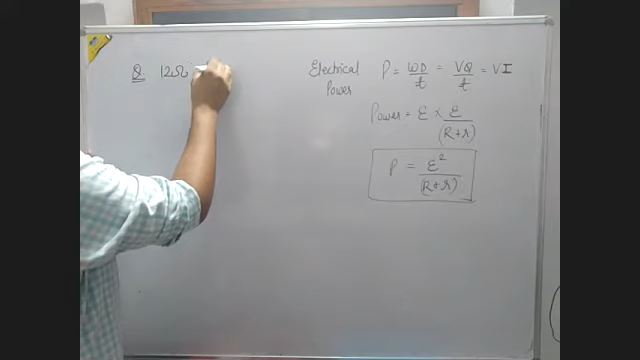 Q. 12Ω
Electrical Power P = WD/t = VQ/t = VI
Power = ε × ε/(R+r)
P = ε²/(R+r)